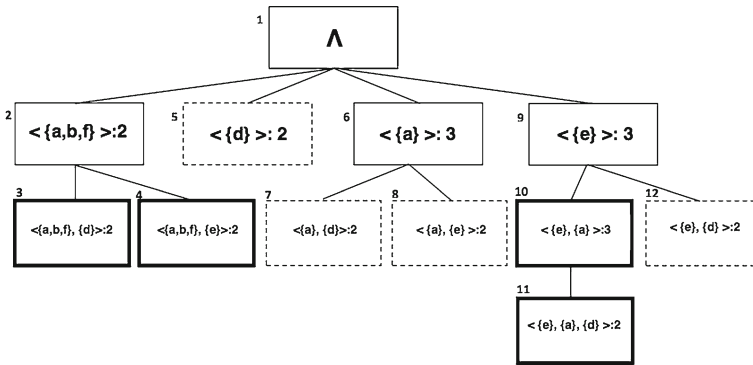 1
Λ
2
<{a,b,f}>:2
5
<{d}>: 2
6
<{a}>: 3
9
<{e}>: 3
3
<{a,b,f}, {d}>:2
4
<{a,b,f}, {e}>:2
7
<{a}, {d}>:2
8
<{a}, {e}>:2
10
<{e}, {a}>:3
12
<{e}, {d}>:2
11
<{e}, {a}, {d}>:2